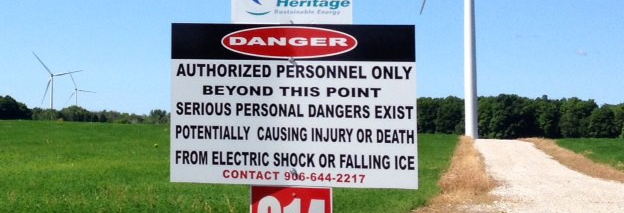 Heritage
Sustainable Energy
DANGER
AUTHORIZED PERSONNEL ONLY
BEYOND THIS POINT
SERIOUS PERSONAL DANGERS EXIST
POTENTIALLY CAUSING INJURY OR DEATH
FROM ELECTRIC SHOCK OR FALLING ICE
CONTACT 906-644-2217
914